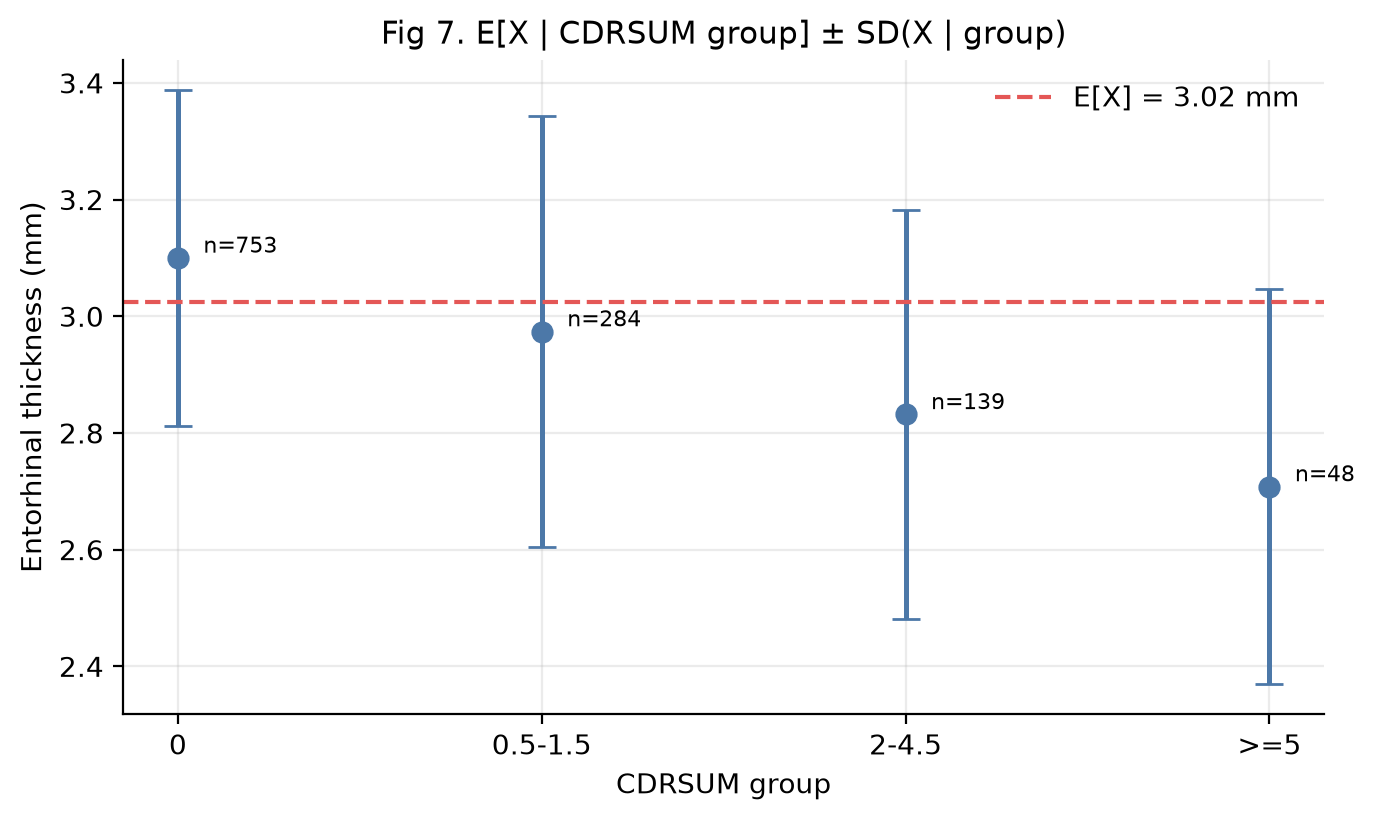 Fig 7. E[X | CDRSUM group] ± SD(X | group)
E[X] = 3.02 mm
Entorhinal thickness (mm)
3.4
3.2
3.0
2.8
2.6
2.4
n=753
n=284
n=139
n=48
0
0.5-1.5
2-4.5
>=5
CDRSUM group